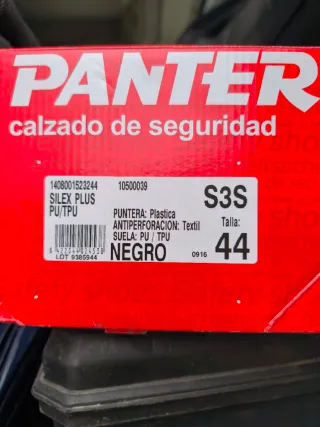 PANTER
calzado de seguridad
1408001523244 10500039
SILEX PLUS
PU/TPU
S3S
PUNTERA: Plastica
ANTIPERFORACION: Textil
SUELA: PU / TPU
Talla:
NEGRO 0916 44
LOT 9385944